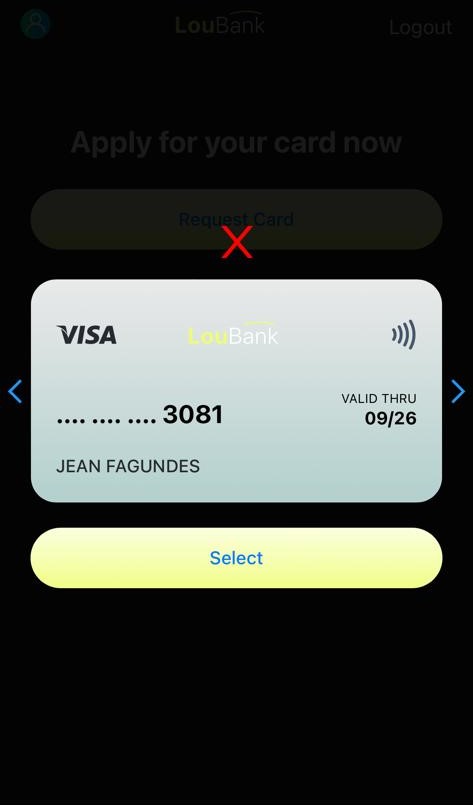 LouBank
Logout
Apply for your card now
Request Card
X
VISA
LouBank
.... .... .... 3081
VALID THRU
09/26
JEAN FAGUNDES
Select